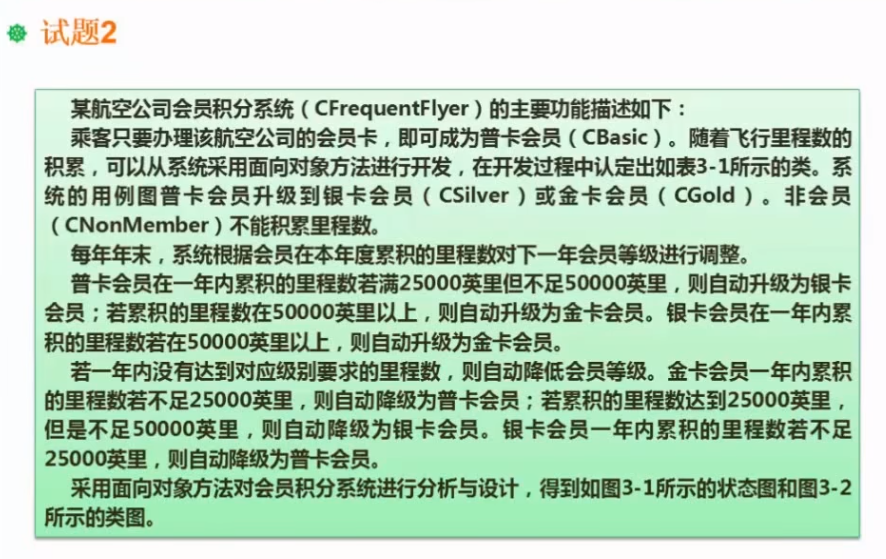 试题2
某航空公司会员积分系统（CFrequentFlyer）的主要功能描述如下：
乘客只要办理该航空公司的会员卡，即可成为普卡会员（CBasic）。随着飞行里程数的
积累，可以从系统采用面向对象方法进行开发，在开发过程中认定出如表3-1所示的类。系
统的用例图普卡会员升级到银卡会员（CSilver）或金卡会员（CGold）。非会员
（CNonMember）不能积累里程数。
每年年末，系统根据会员在本年度累积的里程数对下一年会员等级进行调整。
普卡会员在一年内累积的里程数若满25000英里但不足50000英里，则自动升级为银卡
会员；若累积的里程数在50000英里以上，则自动升级为金卡会员。银卡会员在一年内累
积的里程数若在50000英里以上，则自动升级为金卡会员。
若一年内没有达到对应级别要求的里程数，则自动降低会员等级。金卡会员一年内累积
的里程数若不足25000英里，则自动降级为普卡会员；若累积的里程数达到25000英里，
但是不足50000英里，则自动降级为银卡会员。银卡会员一年内累积的里程数若不足
25000英里，则自动降级为普卡会员。
采用面向对象方法对会员积分系统进行分析与设计，得到如图3-1所示的状态图和图3-2
所示的类图。